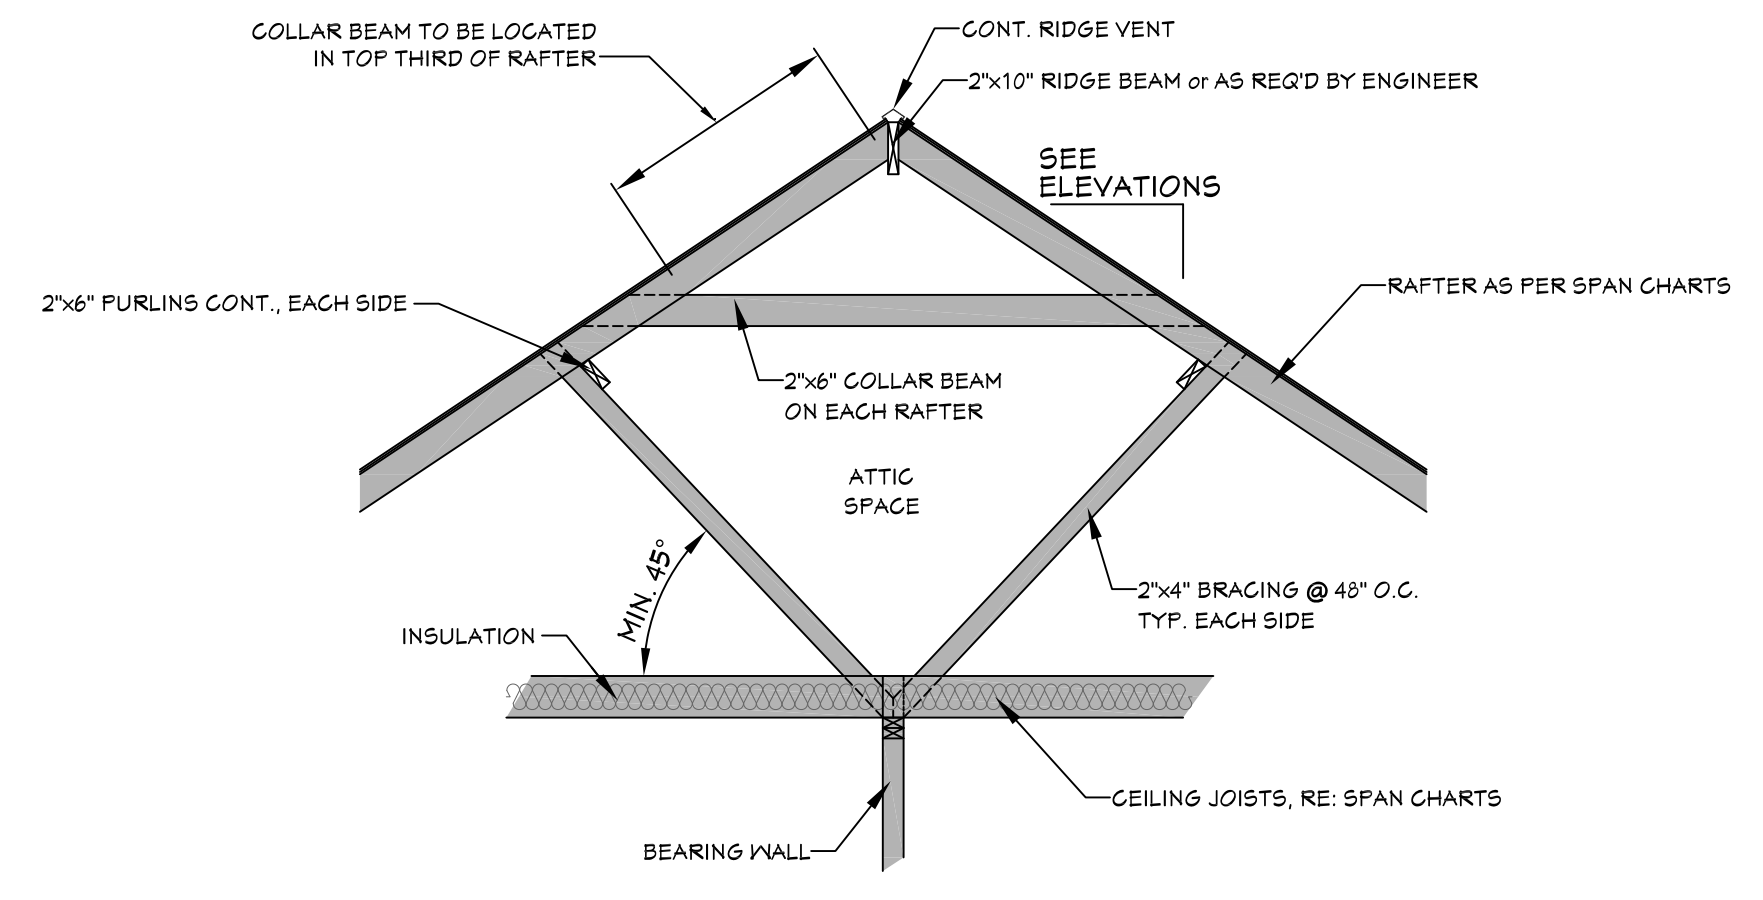 COLLAR BEAM TO BE LOCATED
IN TOP THIRD OF RAFTER
CONT. RIDGE VENT
2"x10" RIDGE BEAM or AS REQ'D BY ENGINEER
SEE
ELEVATIONS
2"x6" PURLINS CONT., EACH SIDE
RAFTER AS PER SPAN CHARTS
2"x6" COLLAR BEAM
ON EACH RAFTER
ATTIC
SPACE
MIN. 45°
2"x4" BRACING @ 48" O.C.
TYP. EACH SIDE
INSULATION
CEILING JOISTS, RE: SPAN CHARTS
BEARING WALL